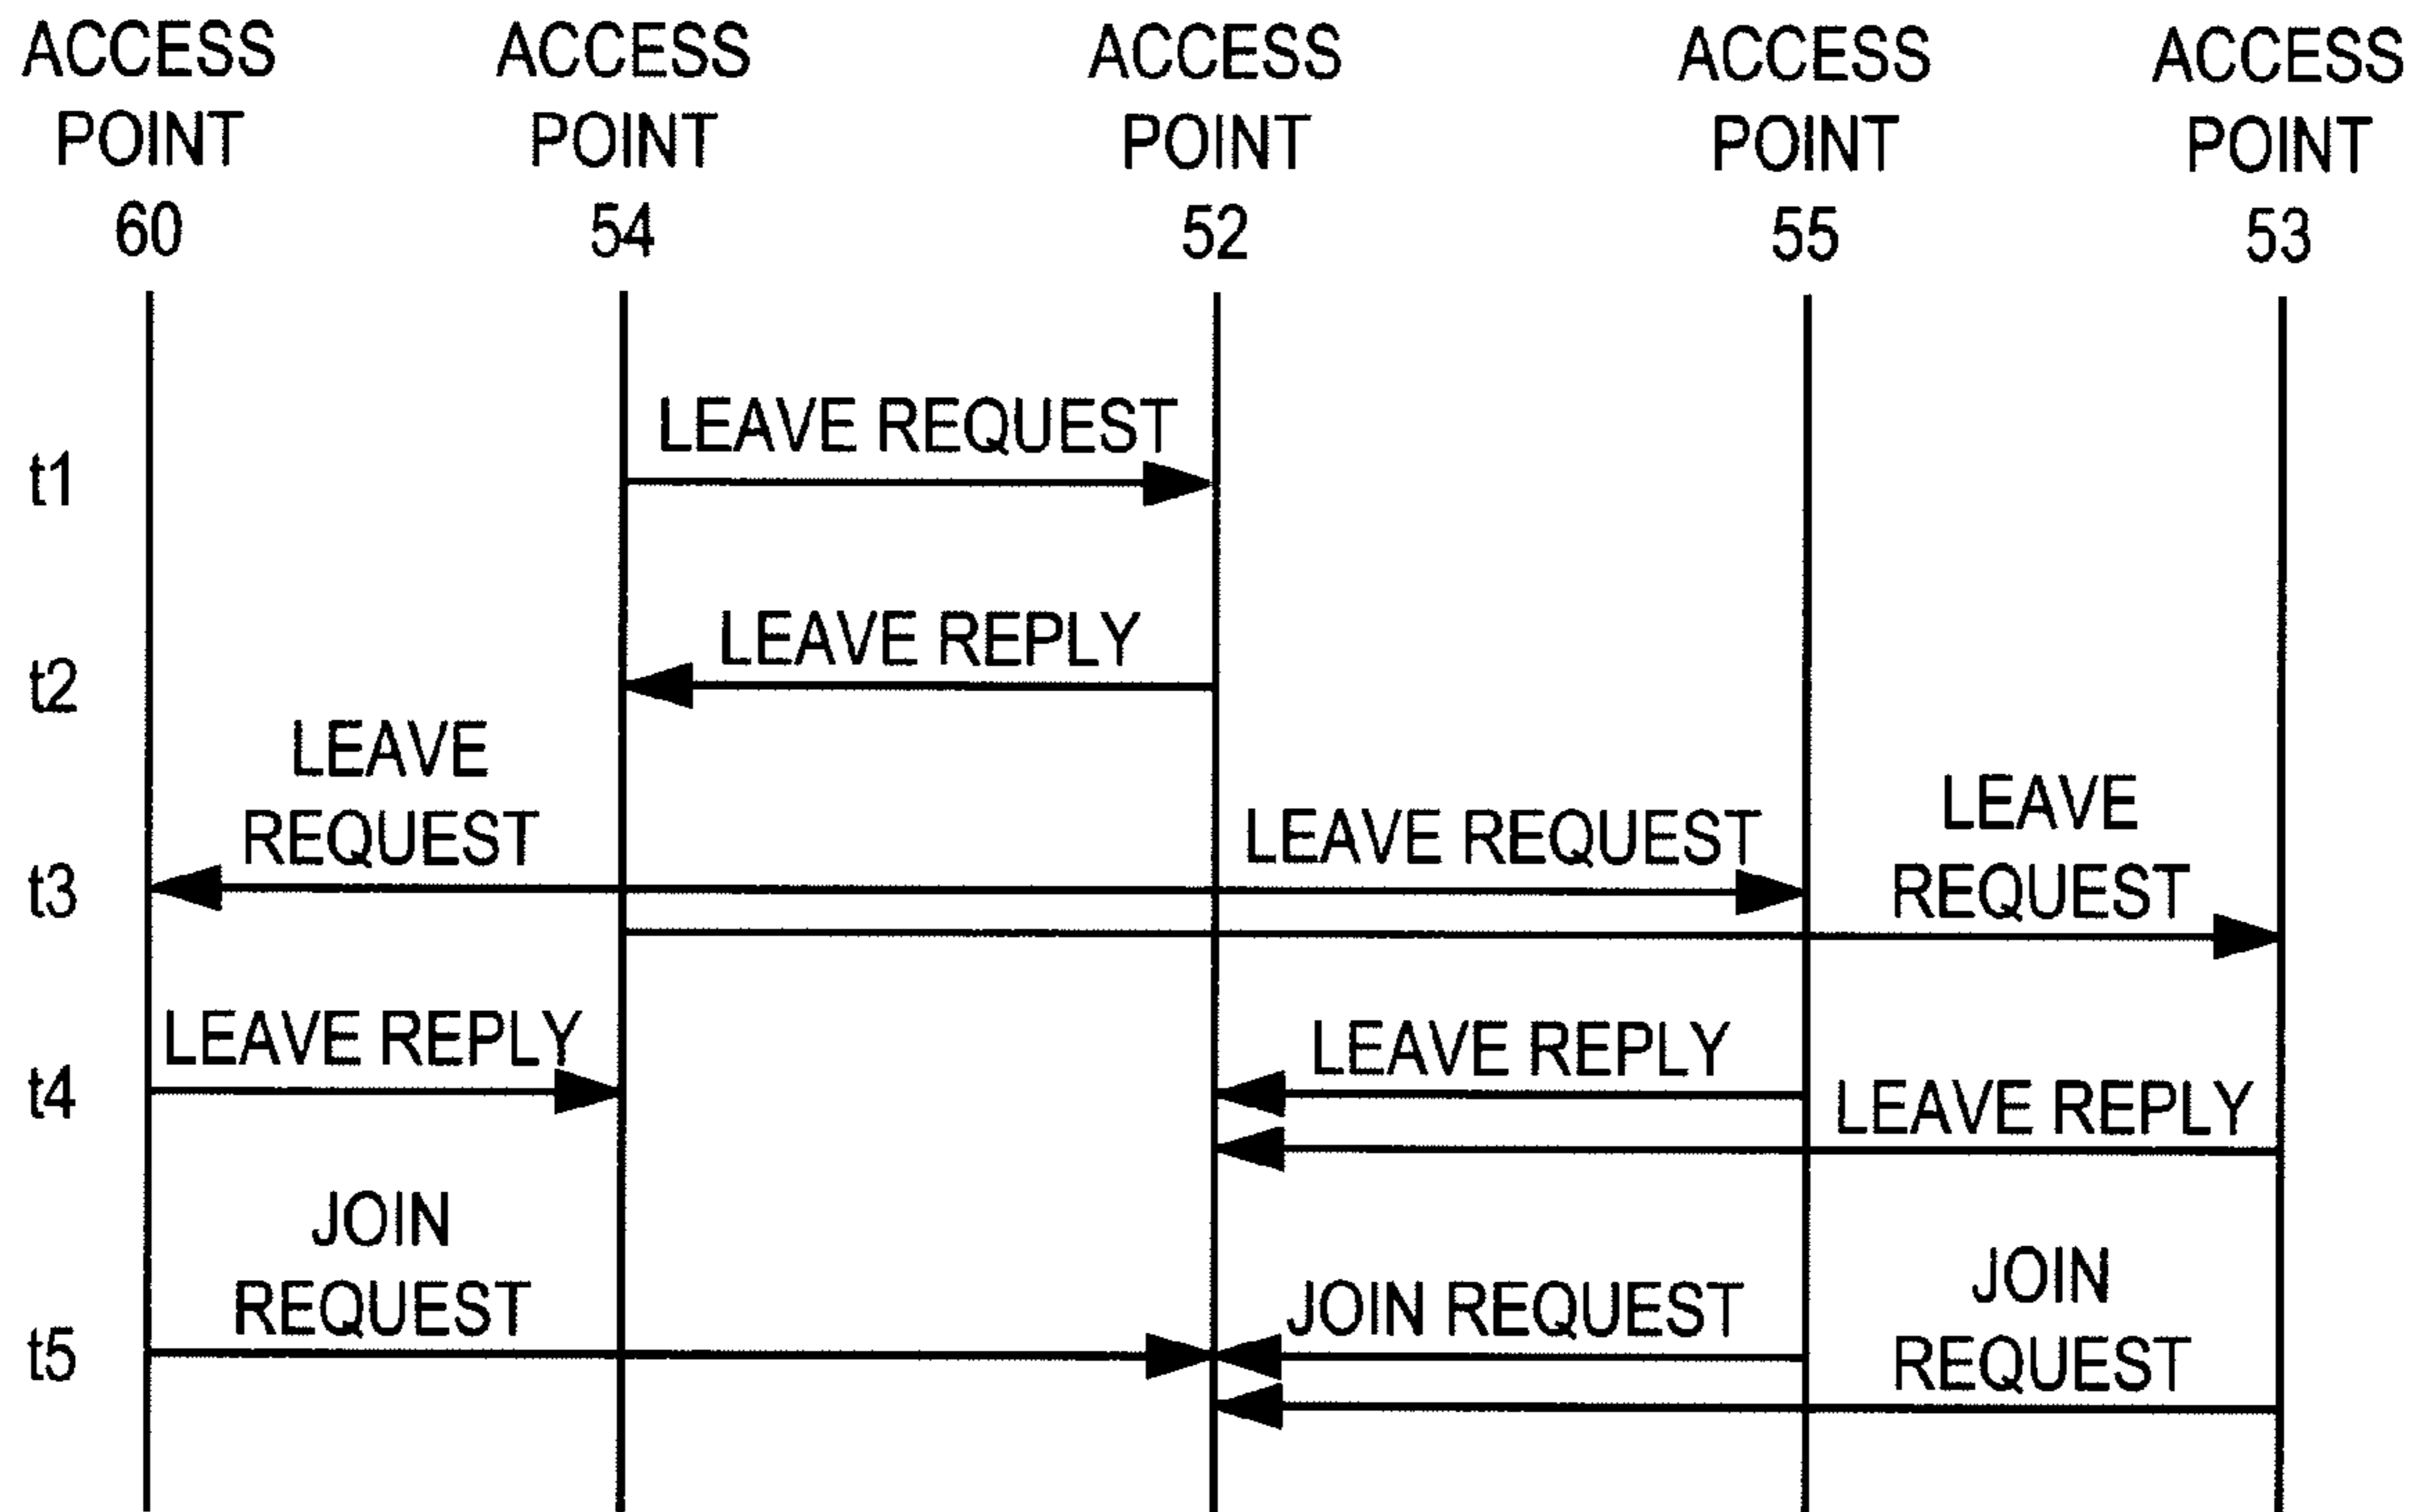 ACCESS
POINT
60
ACCESS
POINT
54
ACCESS
POINT
52
ACCESS
POINT
55
ACCESS
POINT
53
LEAVE REQUEST
t1
LEAVE REPLY
t2
LEAVE
REQUEST
LEAVE REQUEST
LEAVE
REQUEST
t3
LEAVE REPLY
LEAVE REPLY
LEAVE REPLY
t4
JOIN
REQUEST
JOIN REQUEST
JOIN
REQUEST
t5